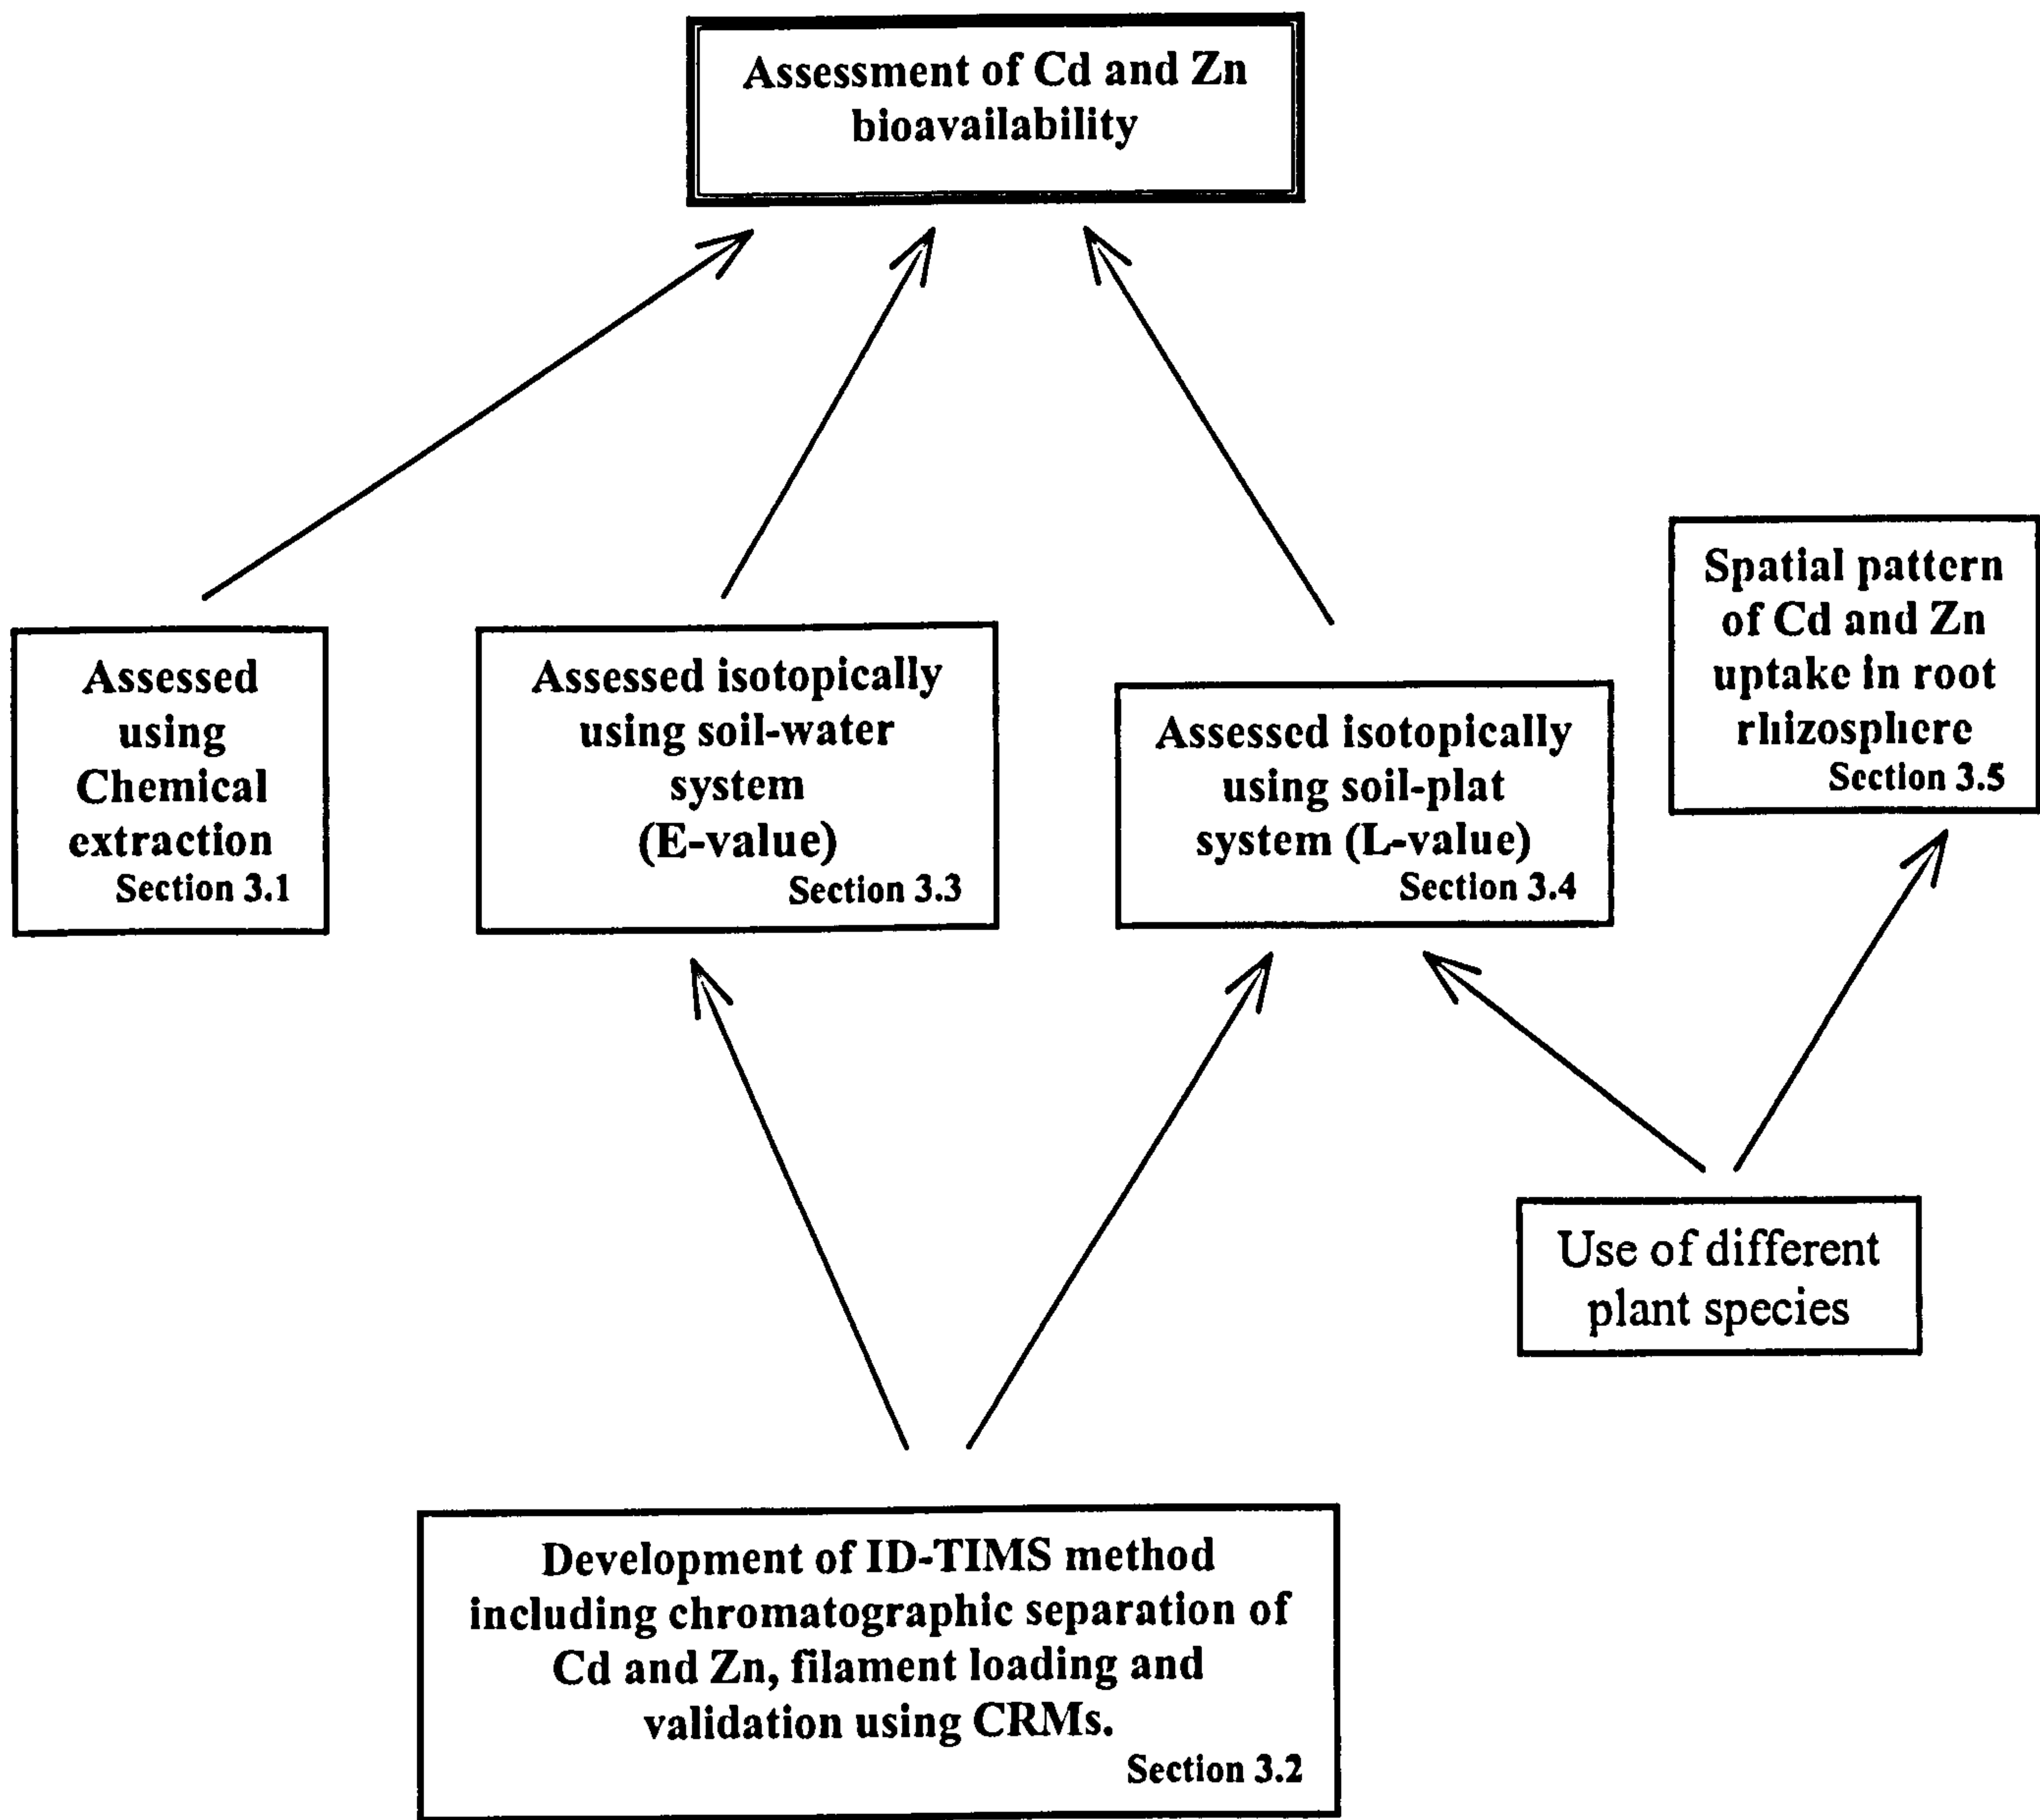 Assessment of Cd and Zn
bioavailability
Assessed
using
Chemical
extraction
Section 3.1
Assessed isotopically
using soil-water
system
(E-value)
Section 3.3
Assessed isotopically
using soil-plat
system (L-value)
Section 3.4
Spatial pattern
of Cd and Zn
uptake in root
rhizosphere
Section 3.5
Use of different
plant species
Development of ID-TIMS method
including chromatographic separation of
Cd and Zn, filament loading and
validation using CRMs.
Section 3.2